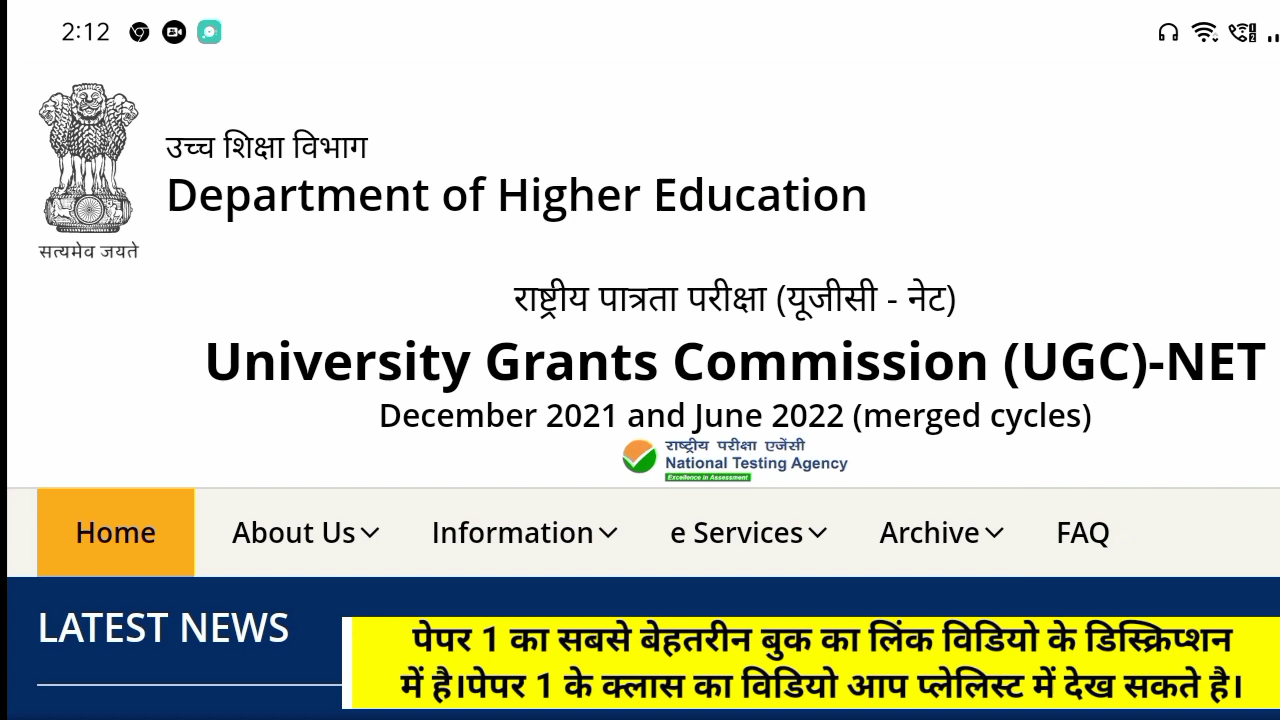 2:12
सत्यमेव जयते
उच्च शिक्षा विभाग
Department of Higher Education
राष्ट्रीय पात्रता परीक्षा (यूजीसी - नेट)
University Grants Commission (UGC)-NET
December 2021 and June 2022 (merged cycles)
राष्ट्रीय परीक्षा एजेंसी
National Testing Agency
Excellence in Assessment
Home About Us Information e Services Archive FAQ
LATEST NEWS
पेपर 1 का सबसे बेहतरीन बुक का लिंक विडियो के डिस्क्रिप्शन
में है।पेपर 1 के क्लास का विडियो आप प्लेलिस्ट में देख सकते है।